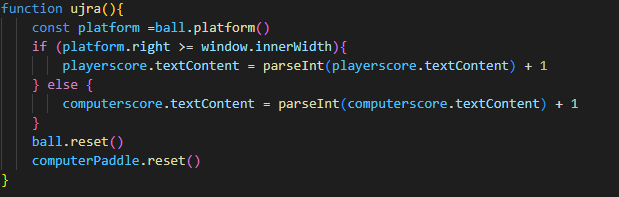 function ujra(){
const platform =ball.platform()
if (platform.right >= window.innerWidth){
playerscore.textContent = parseInt(playerscore.textContent) + 1
} else {
computerscore.textContent = parseInt(computerscore.textContent) + 1
}
ball.reset()
computerPaddle.reset()
}